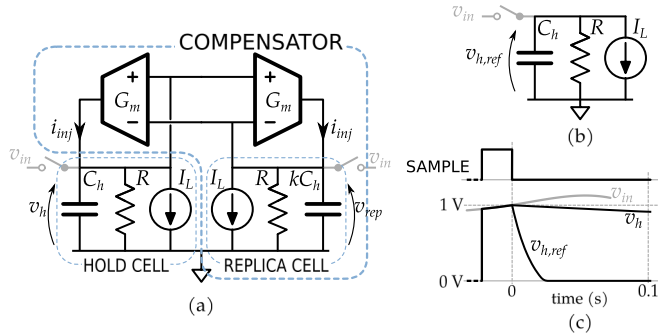 COMPENSATOR
+ +
G_m G_m
− −
i_inj i_inj
v_in v_in
C_h R I_L I_L R kC_h
v_h v_rep
HOLD CELL REPLICA CELL
(a)
v_in
C_h R I_L
v_h,ref
(b)
SAMPLE
v_in
1 V
v_h
v_h,ref
0 V
0 0.1
time (s)
(c)